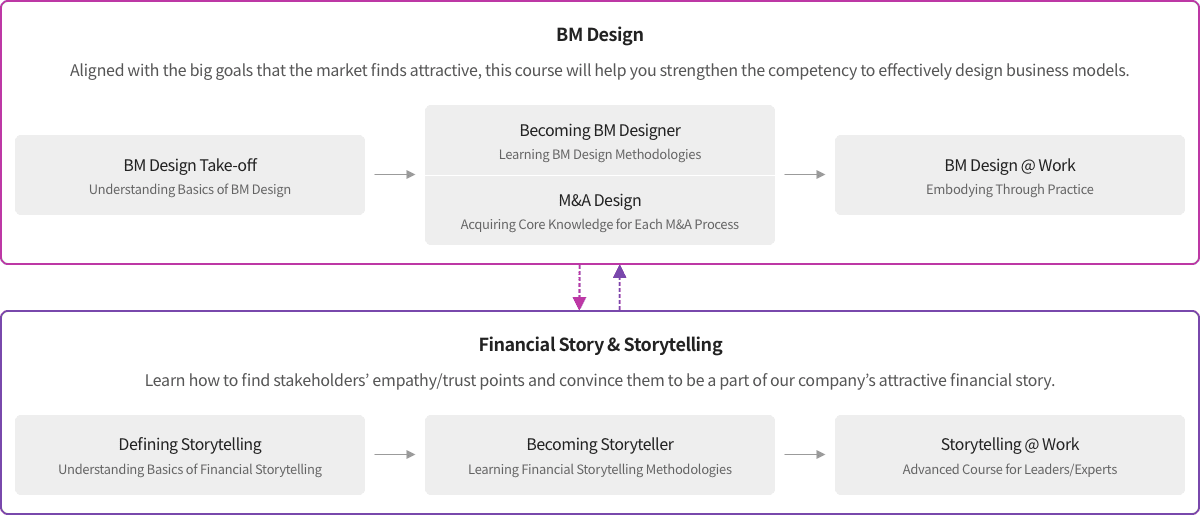 BM Design
Aligned with the big goals that the market finds attractive, this course will help you strengthen the competency to effectively design business models.
BM Design Take-off
Understanding Basics of BM Design
Becoming BM Designer
Learning BM Design Methodologies
M&A Design
Acquiring Core Knowledge for Each M&A Process
BM Design @ Work
Embodying Through Practice
Financial Story & Storytelling
Learn how to find stakeholders’ empathy/trust points and convince them to be a part of our company’s attractive financial story.
Defining Storytelling
Understanding Basics of Financial Storytelling
Becoming Storyteller
Learning Financial Storytelling Methodologies
Storytelling @ Work
Advanced Course for Leaders/Experts